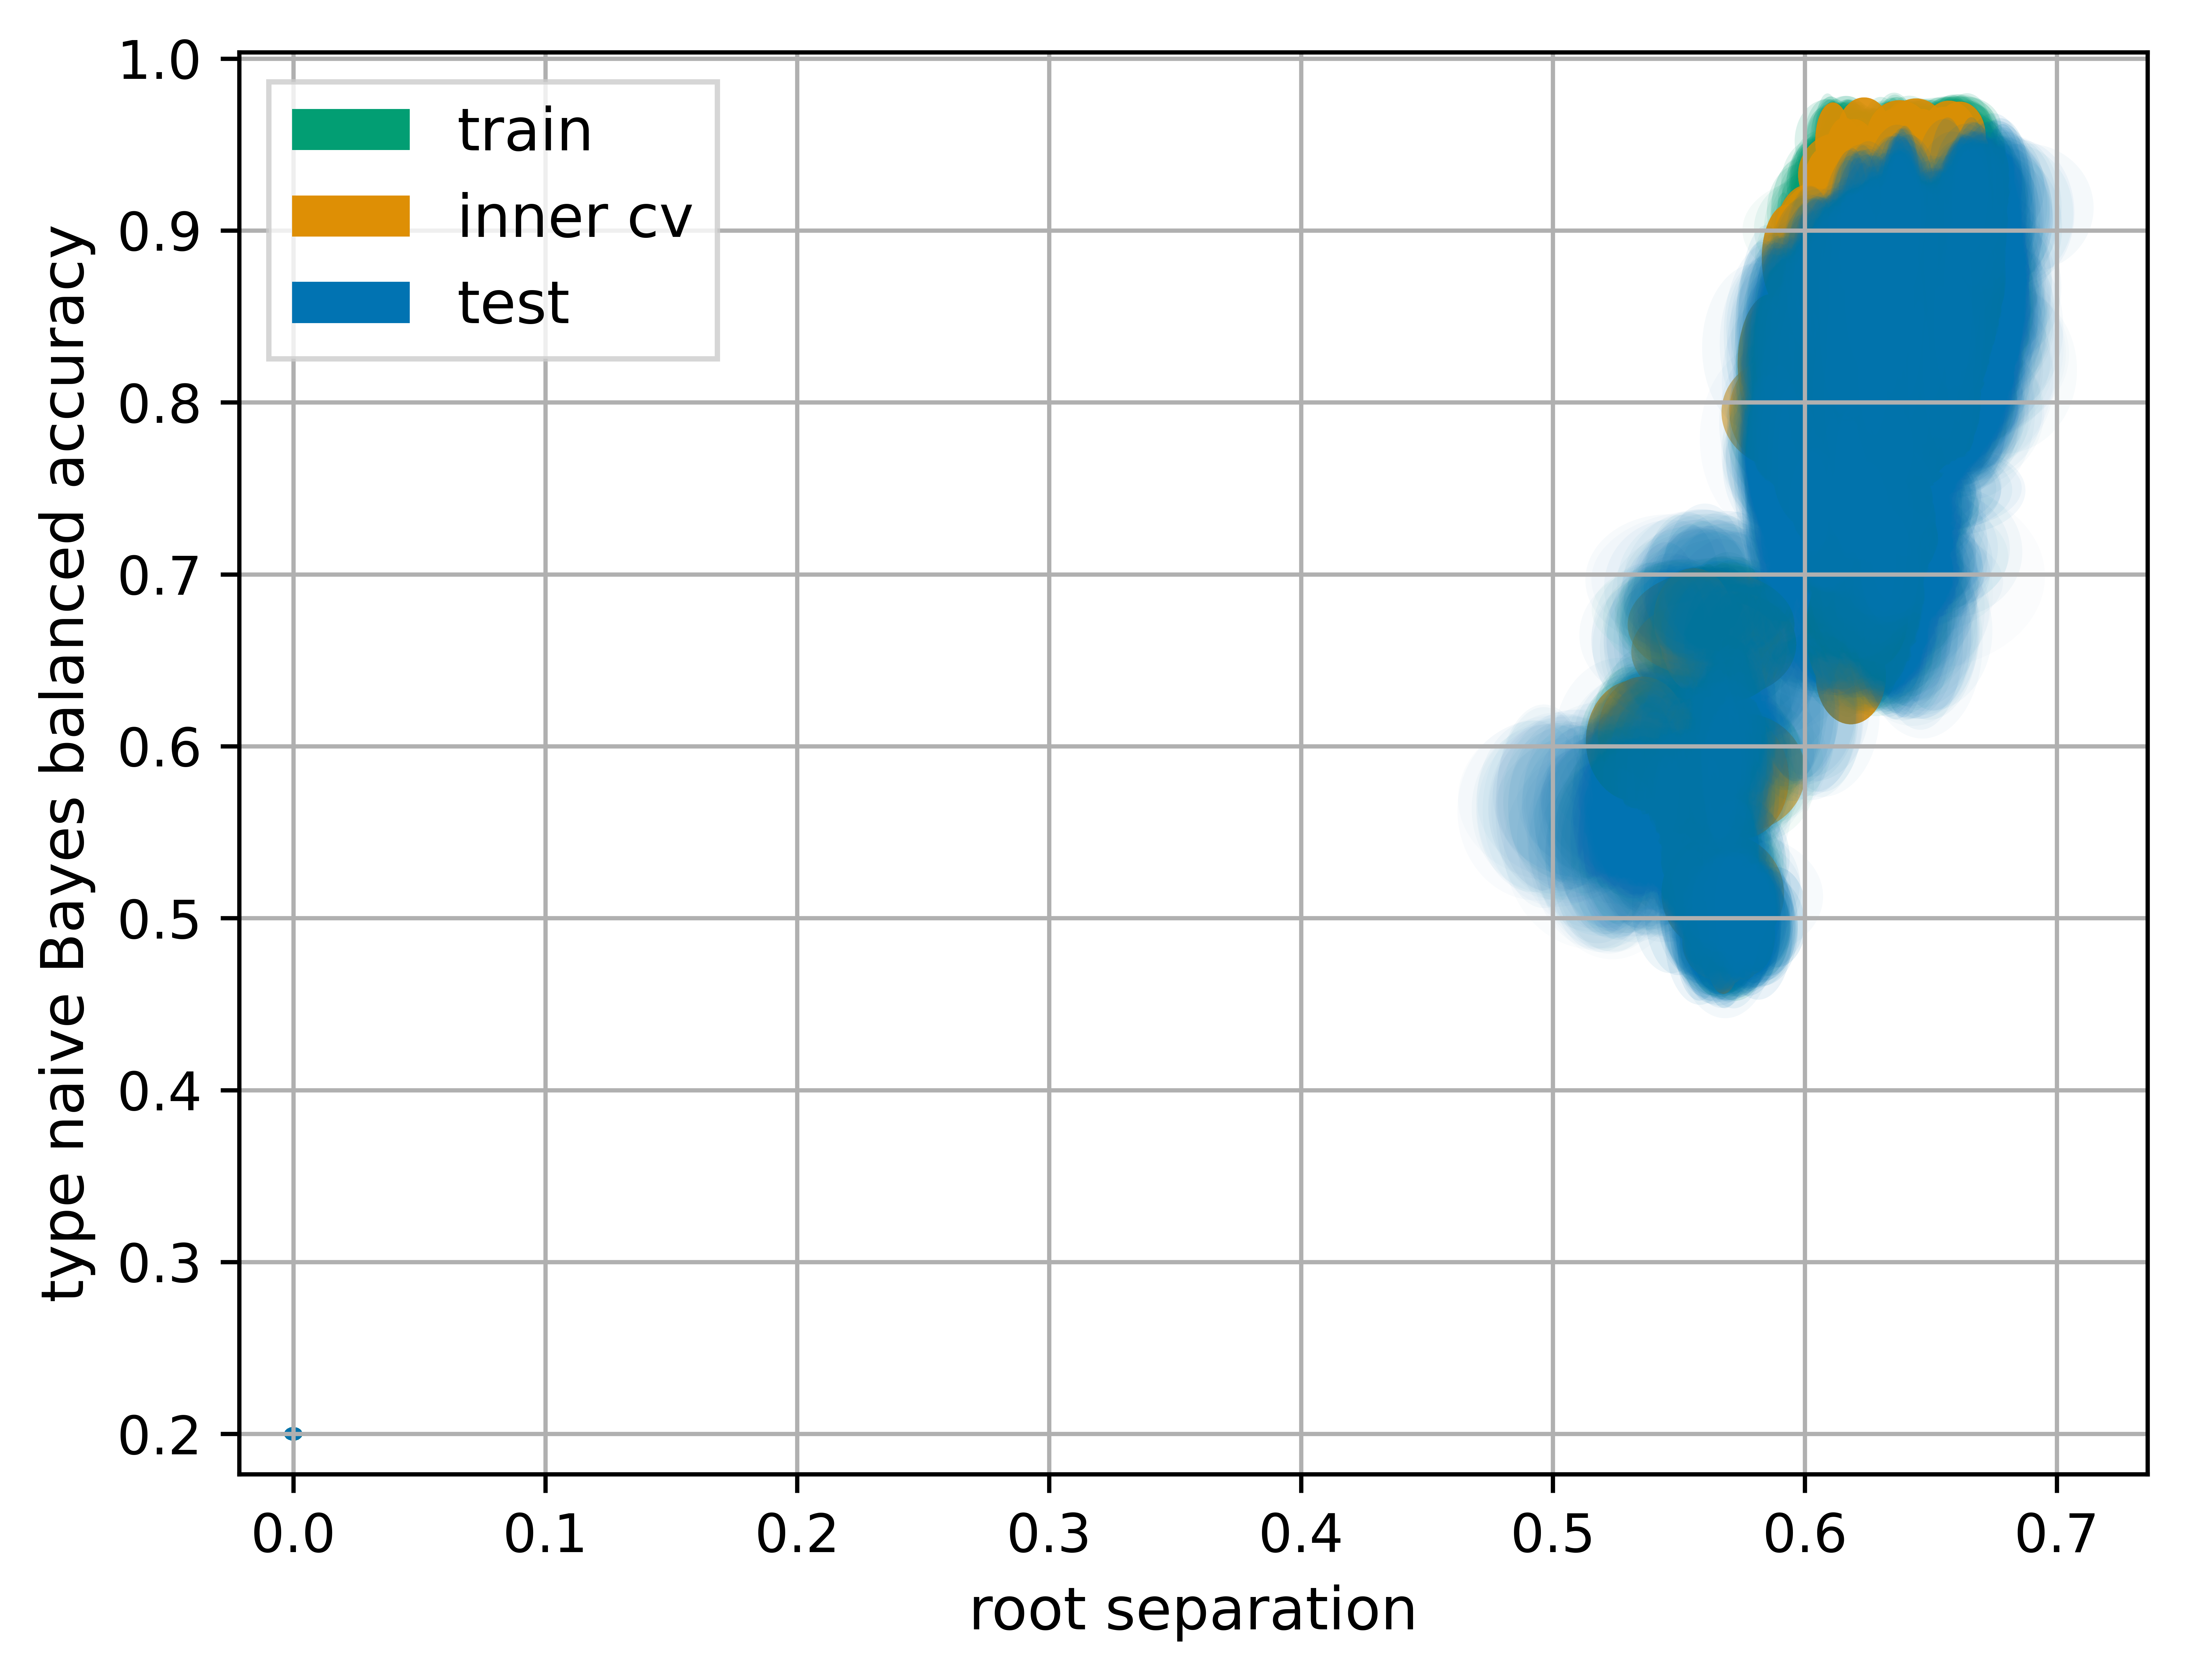 1.0
0.9
0.8
0.7
0.6
0.5
0.4
0.3
0.2
type naive Bayes balanced accuracy
train
inner cv
test
0.0 0.1 0.2 0.3 0.4 0.5 0.6 0.7
root separation